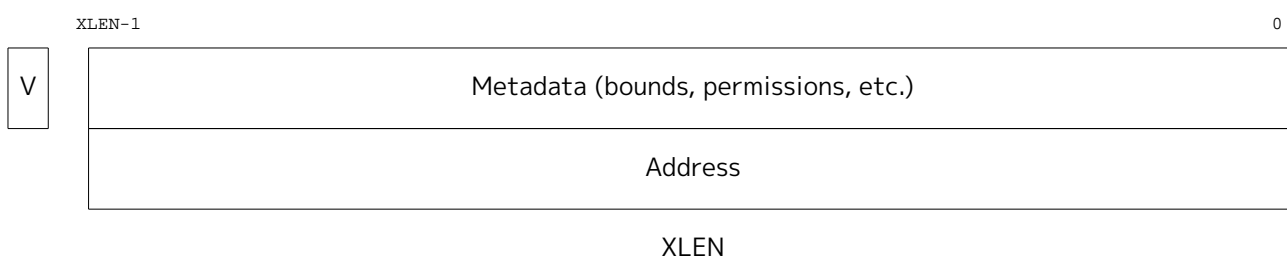 XLEN-1 0
V Metadata (bounds, permissions, etc.)
Address
XLEN